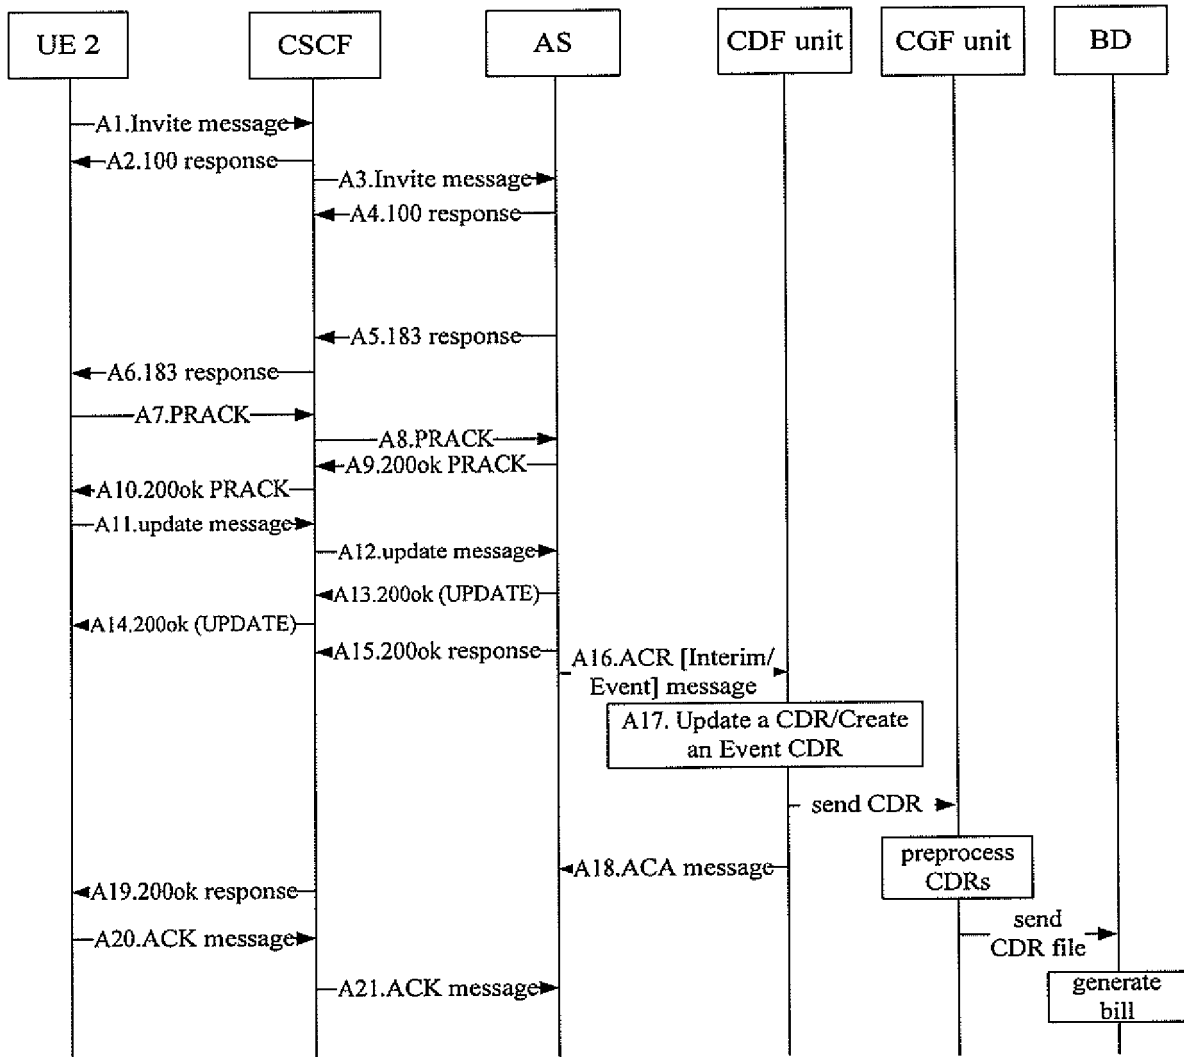 UE 2
CSCF
AS
CDF unit
CGF unit
BD
A1.Invite message
A2.100 response
A3.Invite message
A4.100 response
A5.183 response
A6.183 response
A7.PRACK
A8.PRACK
A9.200ok PRACK
A10.200ok PRACK
A11.update message
A12.update message
A13.200ok (UPDATE)
A14.200ok (UPDATE)
A15.200ok response
A16.ACR [Interim/
Event] message
A17. Update a CDR/Create
an Event CDR
send CDR
preprocess
CDRs
A18.ACA message
A19.200ok response
send
CDR file
A20.ACK message
A21.ACK message
generate
bill